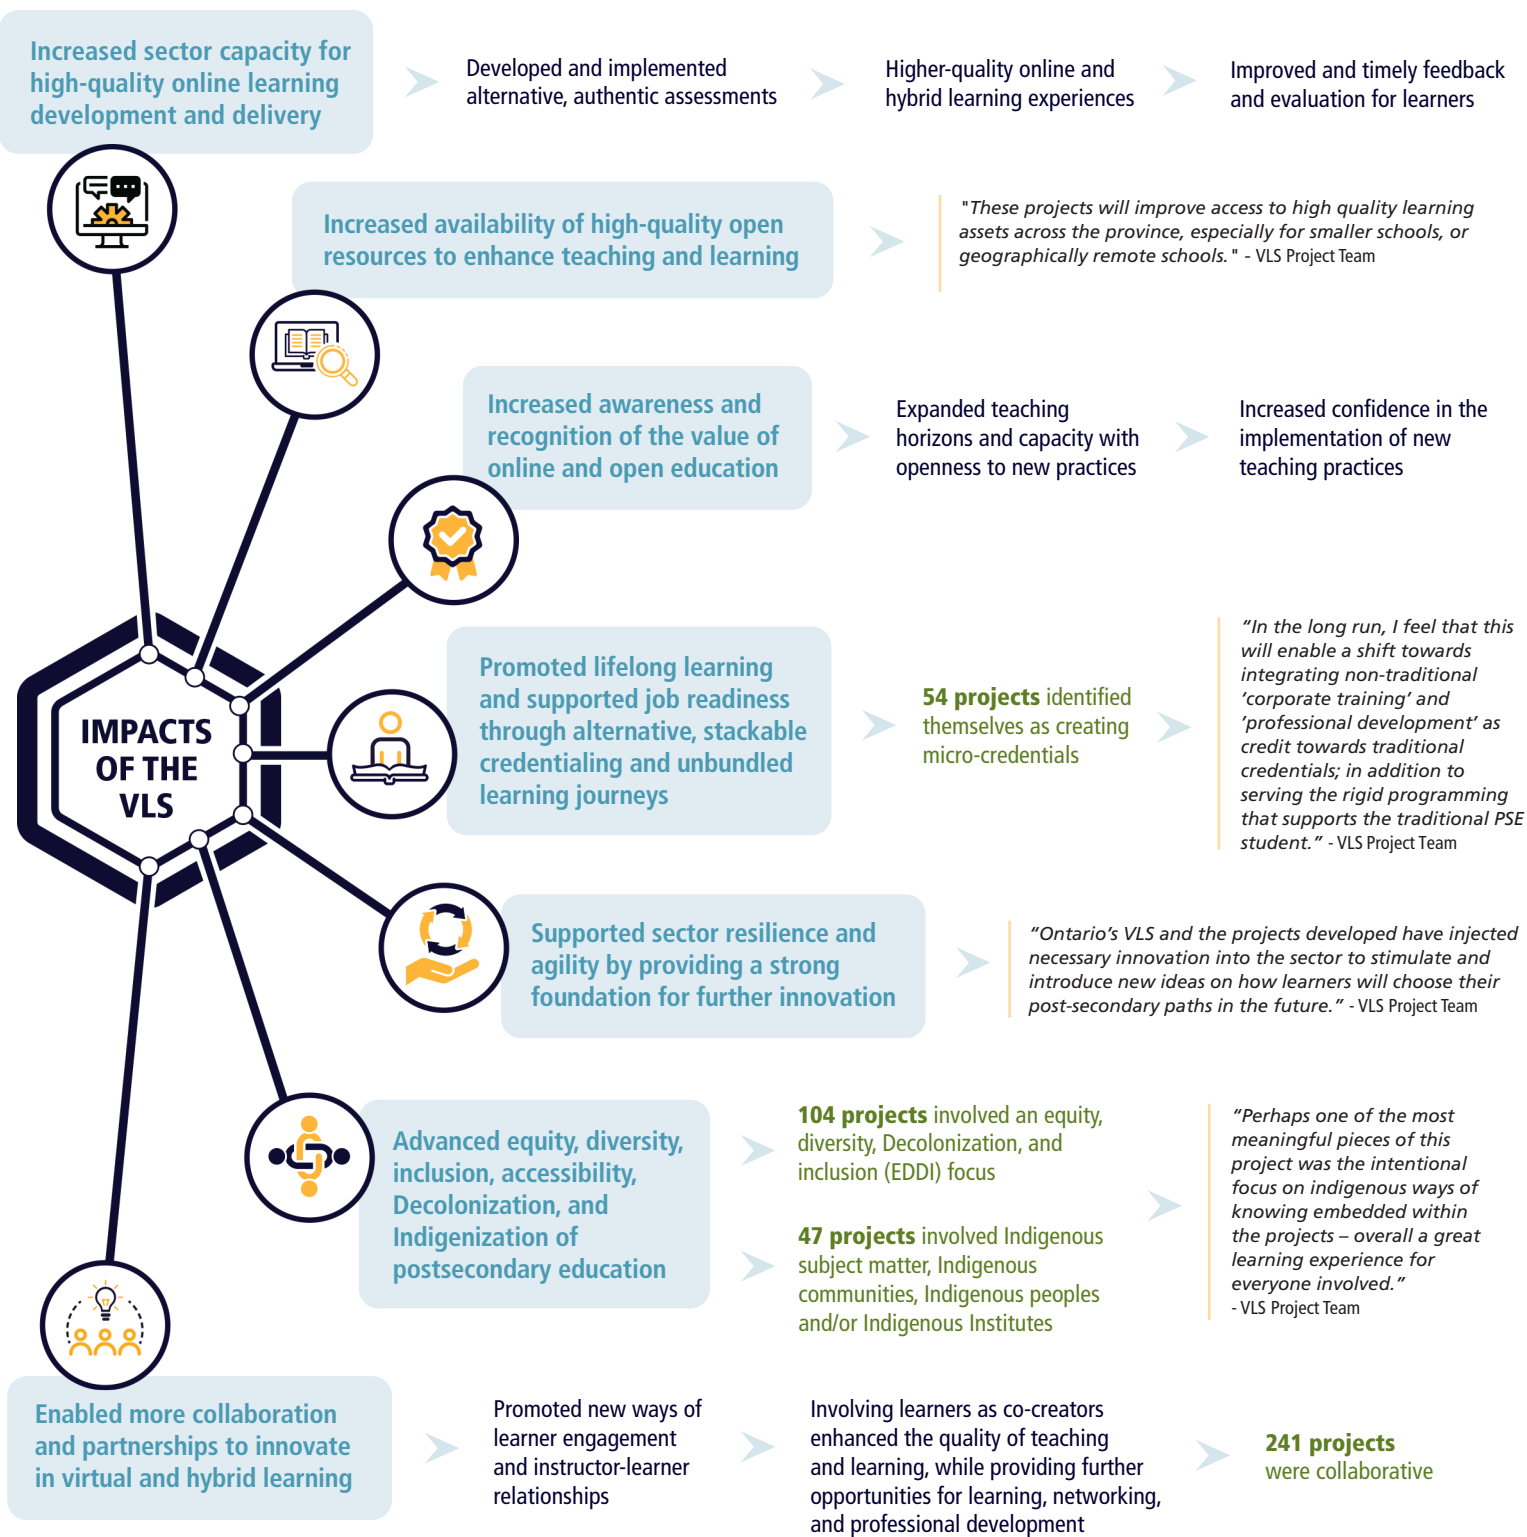 Increased sector capacity for
high-quality online learning
development and delivery
Developed and implemented
alternative, authentic assessments
Higher-quality online and
hybrid learning experiences
Improved and timely feedback
and evaluation for learners
Increased availability of high-quality open
resources to enhance teaching and learning
"These projects will improve access to high quality learning
assets across the province, especially for smaller schools, or
geographically remote schools." - VLS Project Team
Increased awareness and
recognition of the value of
online and open education
Expanded teaching
horizons and capacity with
openness to new practices
Increased confidence in the
implementation of new
teaching practices
IMPACTS
OF THE
VLS
Promoted lifelong learning
and supported job readiness
through alternative, stackable
credentialing and unbundled
learning journeys
54 projects identified
themselves as creating
micro-credentials
“In the long run, I feel that this
will enable a shift towards
integrating non-traditional
‘corporate training’ and
‘professional development’ as
credit towards traditional
credentials; in addition to
serving the rigid programming
that supports the traditional PSE
student.” - VLS Project Team
Supported sector resilience and
agility by providing a strong
foundation for further innovation
“Ontario’s VLS and the projects developed have injected
necessary innovation into the sector to stimulate and
introduce new ideas on how learners will choose their
post-secondary paths in the future.” - VLS Project Team
Advanced equity, diversity,
inclusion, accessibility,
Decolonization, and
Indigenization of
postsecondary education
104 projects involved an equity,
diversity, Decolonization, and
inclusion (EDDI) focus
47 projects involved Indigenous
subject matter, Indigenous
communities, Indigenous peoples
and/or Indigenous Institutes
“Perhaps one of the most
meaningful pieces of this
project was the intentional
focus on indigenous ways of
knowing embedded within
the projects – overall a great
learning experience for
everyone involved.”
- VLS Project Team
Enabled more collaboration
and partnerships to innovate
in virtual and hybrid learning
Promoted new ways of
learner engagement
and instructor-learner
relationships
Involving learners as co-creators
enhanced the quality of teaching
and learning, while providing further
opportunities for learning, networking,
and professional development
241 projects
were collaborative